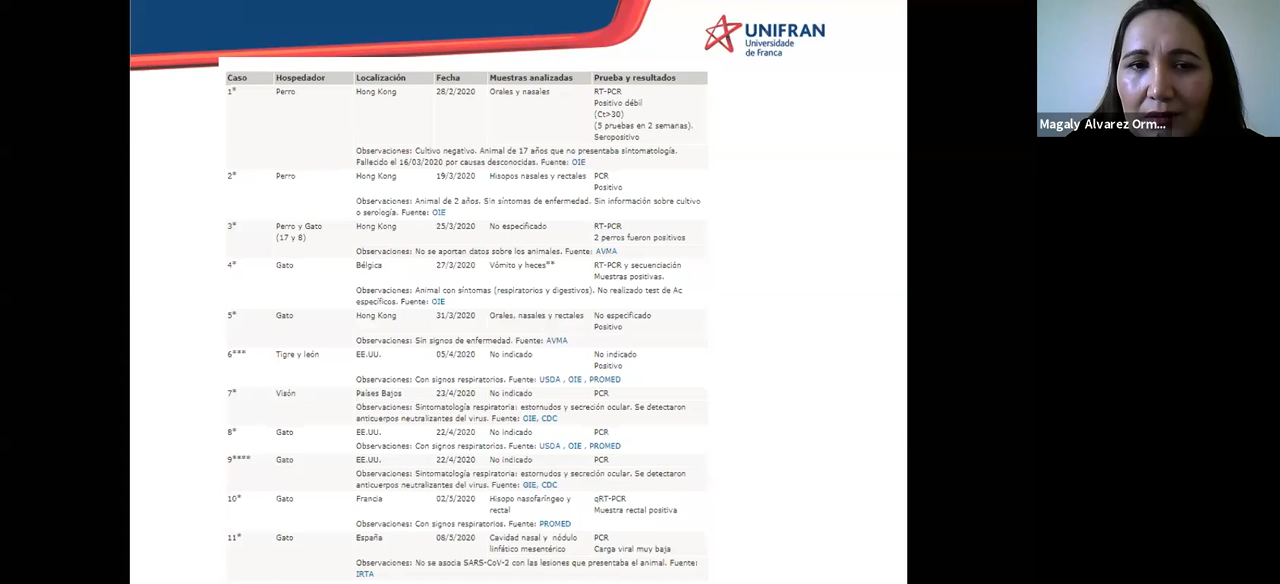 UNIFRAN
Universidade
de Franca
Magaly Alvarez Orm...
Caso Hospedador Localización Fecha Muestras analizadas Prueba y resultados
1* Perro Hong Kong 28/2/2020 Orales y nasales RT-PCR
Positivo débil
(Ct>30)
(5 pruebas en 2 semanas).
Seropositivo
Observaciones: Cultivo negativo. Animal de 17 años que no presentaba sintomatología.
Fallecido el 16/03/2020 por causas desconocidas. Fuente: OIE
2* Perro Hong Kong 19/3/2020 Hisopos nasales y rectales PCR
Positivo
Observaciones: Animal de 2 años. Sin síntomas de enfermedad. Sin información sobre cultivo
o serología. Fuente: OIE
3* Perro y Gato Hong Kong 25/3/2020 No especificado RT-PCR
(17 y 8) 2 perros fueron positivos
Observaciones: No se aportan datos sobre los animales. Fuente: AVMA
4* Gato Bélgica 27/3/2020 Vómito y heces** RT-PCR y secuenciación
Muestras positivas.
Observaciones: Animal con síntomas (respiratorios y digestivos). No realizado test de Ac
específicos. Fuente: OIE
5* Gato Hong Kong 31/3/2020 Orales, nasales y rectales No especificado
Positivo
Observaciones: Sin signos de enfermedad. Fuente: AVMA
6*** Tigre y león EE.UU. 05/4/2020 No indicado No indicado
Positivo
Observaciones: Con signos respiratorios. Fuente: USDA , OIE , PROMED
7* Visón Países Bajos 23/4/2020 No indicado PCR
Observaciones: Sintomatología respiratoria: estornudos y secreción ocular. Se detectaron
anticuerpos neutralizantes del virus. Fuente: OIE, CDC
8* Gato EE.UU. 22/4/2020 No indicado PCR
Observaciones: Con signos respiratorios. Fuente: USDA , OIE , PROMED
9**** Gato EE.UU. 22/4/2020 No indicado PCR
Observaciones: Sintomatología respiratoria: estornudos y secreción ocular. Se detectaron
anticuerpos neutralizantes del virus. Fuente: OIE, CDC
10* Gato Francia 02/5/2020 Hisopo nasofaríngeo y qRT-PCR
rectal Muestra rectal positiva
Observaciones: Con signos respiratorios. Fuente: PROMED
11* Gato España 08/5/2020 Cavidad nasal y nódulo PCR
linfático mesentérico Carga viral muy baja
Observaciones: No se asocia SARS-CoV-2 con las lesiones que presentaba el animal. Fuente:
IRTA